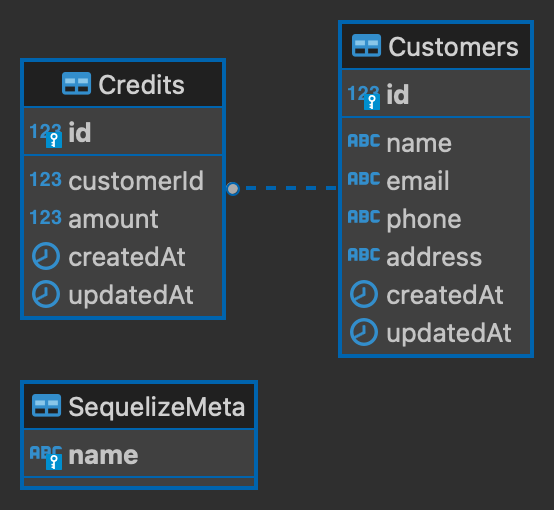 Credits
123 id
123 customerId
123 amount
createdAt
updatedAt
Customers
123 id
ABC name
ABC email
ABC phone
ABC address
createdAt
updatedAt
SequelizeMeta
ABC name